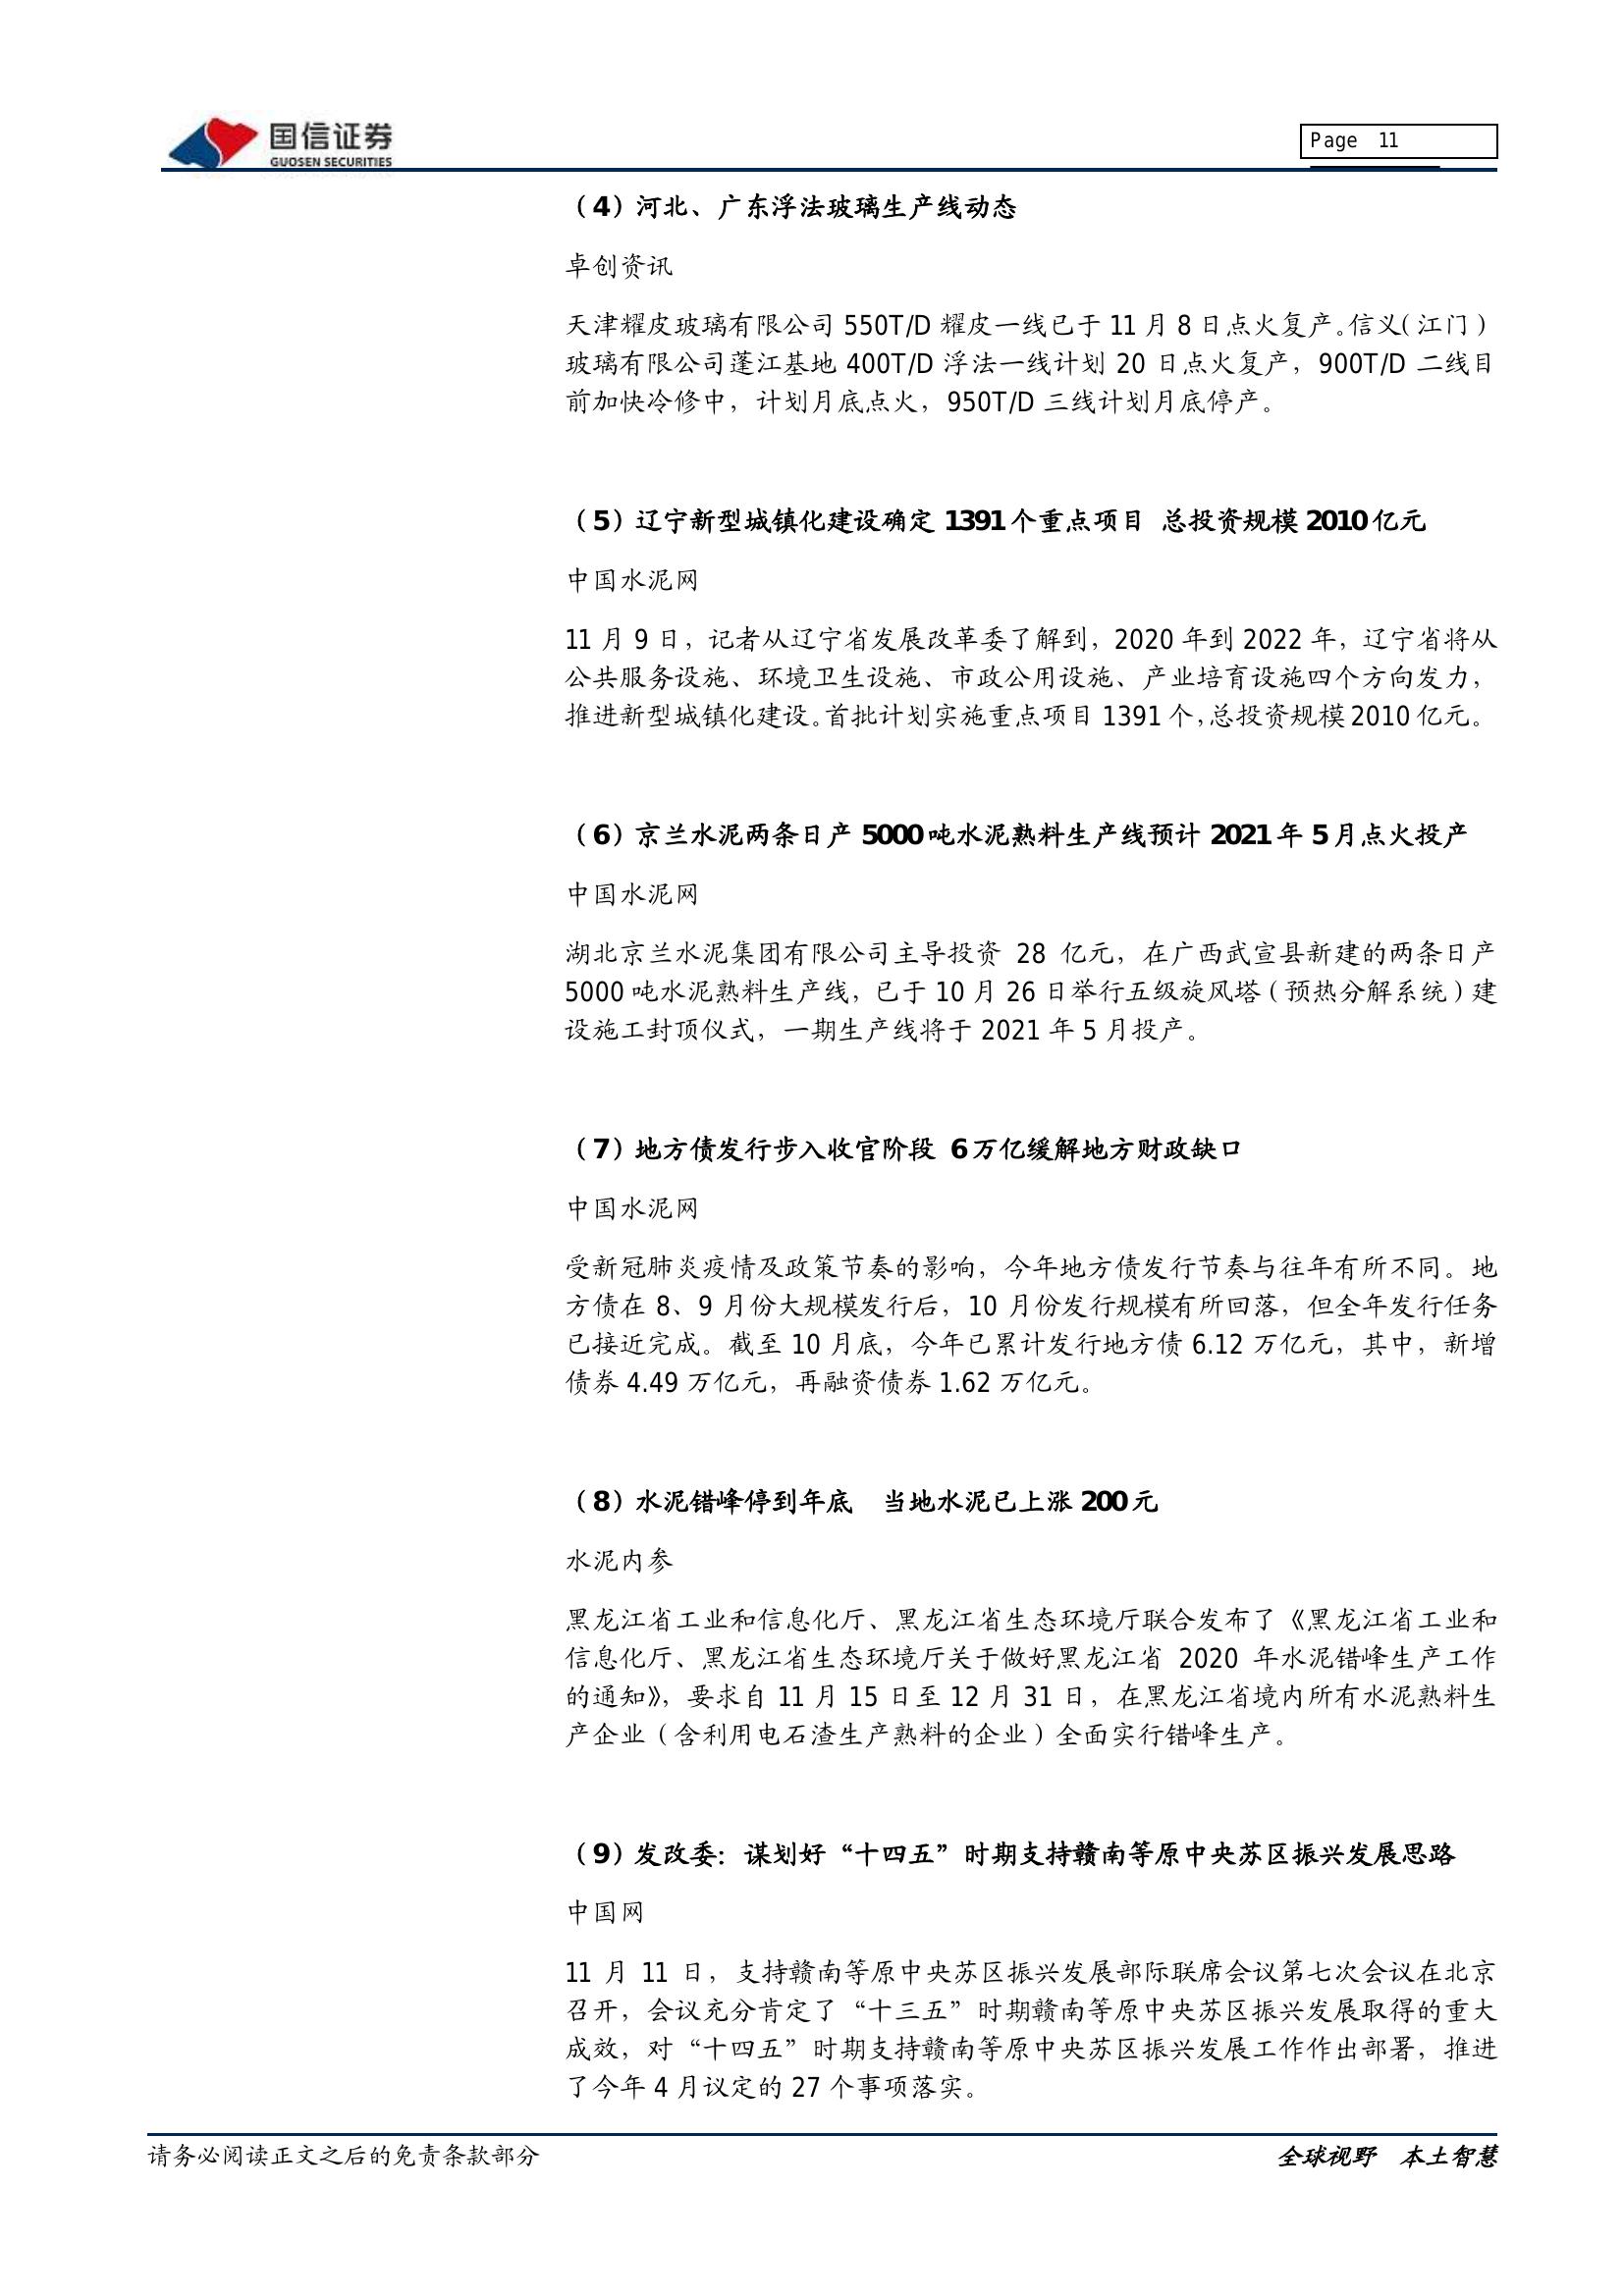 国信证券
GUOSEN SECURITIES
Page 11
（4）河北、广东浮法玻璃生产线动态
卓创资讯
天津耀皮玻璃有限公司 550T/D 耀皮一线已于 11 月 8 日点火复产。信义（江门）
玻璃有限公司蓬江基地 400T/D 浮法一线计划 20 日点火复产，900T/D 二线目
前加快冷修中，计划月底点火，950T/D 三线计划月底停产。
（5）辽宁新型城镇化建设确定 1391 个重点项目 总投资规模 2010 亿元
中国水泥网
11 月 9 日，记者从辽宁省发展改革委了解到，2020 年到 2022 年，辽宁省将从
公共服务设施、环境卫生设施、市政公用设施、产业培育设施四个方向发力，
推进新型城镇化建设。首批计划实施重点项目 1391 个，总投资规模 2010 亿元。
（6）京兰水泥两条日产 5000 吨水泥熟料生产线预计 2021 年 5 月点火投产
中国水泥网
湖北京兰水泥集团有限公司主导投资 28 亿元，在广西武宣县新建的两条日产
5000 吨水泥熟料生产线，已于 10 月 26 日举行五级旋风塔（预热分解系统）建
设施工封顶仪式，一期生产线将于 2021 年 5 月投产。
（7）地方债发行步入收官阶段 6 万亿缓解地方财政缺口
中国水泥网
受新冠肺炎疫情及政策节奏的影响，今年地方债发行节奏与往年有所不同。地
方债在 8、9 月份大规模发行后，10 月份发行规模有所回落，但全年发行任务
已接近完成。截至 10 月底，今年已累计发行地方债 6.12 万亿元，其中，新增
债券 4.49 万亿元，再融资债券 1.62 万亿元。
（8）水泥错峰停到年底 当地水泥已上涨 200 元
水泥内参
黑龙江省工业和信息化厅、黑龙江省生态环境厅联合发布了《黑龙江省工业和
信息化厅、黑龙江省生态环境厅关于做好黑龙江省 2020 年水泥错峰生产工作
的通知》，要求自 11 月 15 日至 12 月 31 日，在黑龙江省境内所有水泥熟料生
产企业（含利用电石渣生产熟料的企业）全面实行错峰生产。
（9）发改委：谋划好“十四五”时期支持赣南等原中央苏区振兴发展思路
中国网
11 月 11 日，支持赣南等原中央苏区振兴发展部际联席会议第七次会议在北京
召开，会议充分肯定了“十三五”时期赣南等原中央苏区振兴发展取得的重大
成效，对“十四五”时期支持赣南等原中央苏区振兴发展工作作出部署，推进
了今年 4 月议定的 27 个事项落实。
请务必阅读正文之后的免责条款部分
全球视野 本土智慧